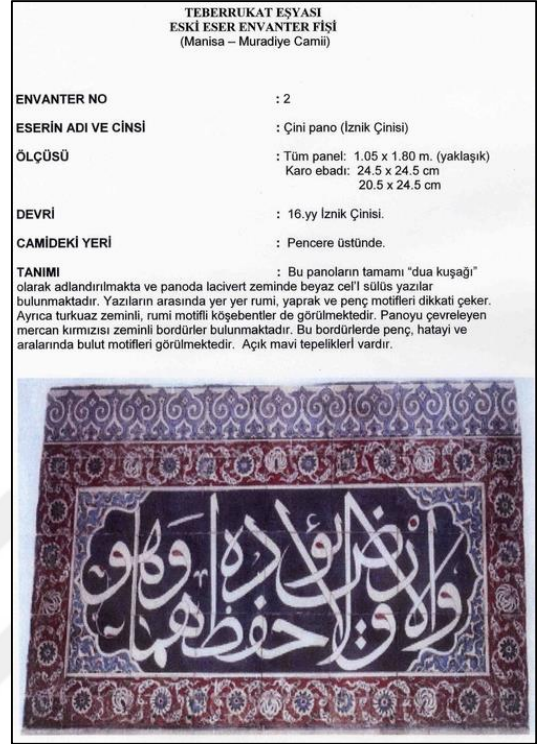 TEBERRUKAT EŞYASI
ESKİ ESER ENVANTER FİŞİ
(Manisa – Muradiye Camii)
ENVANTER NO : 2
ESERİN ADI VE CİNSİ : Çini pano (İznik Çinisi)
ÖLÇÜSÜ : Tüm panel: 1.05 x 1.80 m. (yaklaşık)
Karo ebadı: 24.5 x 24.5 cm
20.5 x 24.5 cm
DEVRİ : 16.yy İznik Çinisi.
CAMİDEKİ YERİ : Pencere üstünde.
TANIMI : Bu panoların tamamı “dua kuşağı”
olarak adlandırılmakta ve panoda lacivert zeminde beyaz cel’î sülüs yazılar
bulunmaktadır. Yazıların arasında yer yer rumi, yaprak ve penç motifleri dikkati çeker.
Ayrıca turkuaz zeminli, rumi motifli köşebentler de görülmektedir. Panoyu çevreleyen
mercan kırmızısı zeminli bordürler bulunmaktadır. Bu bordürlerde penç, hatayi ve
aralarında bulut motifleri görülmektedir. Açık mavi tepeliklerİ vardır.
والارض ولا يؤده حفظهما وهو